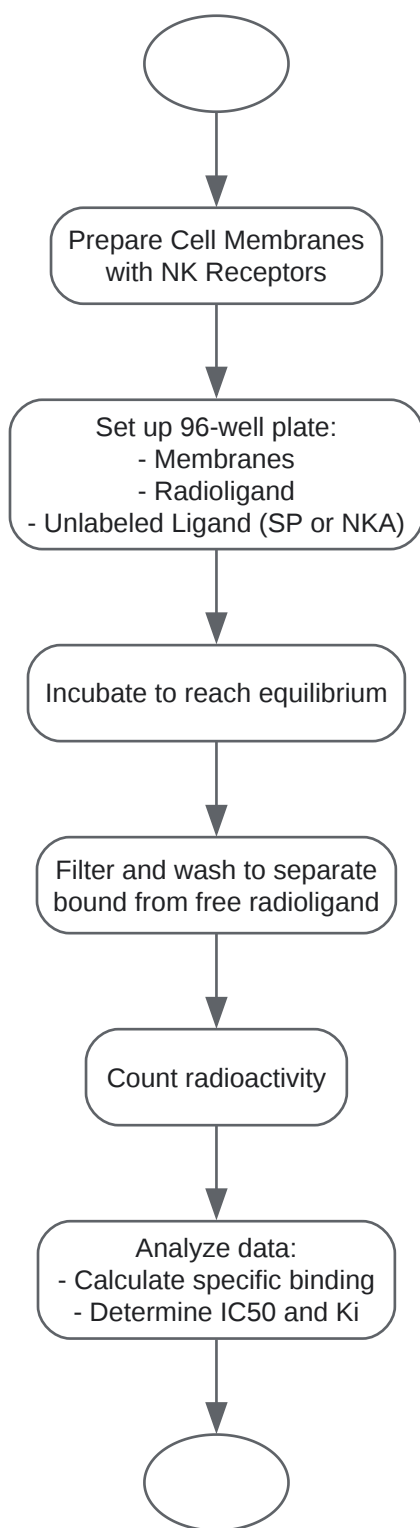 Prepare Cell Membranes
with NK Receptors
Set up 96-well plate:
- Membranes
- Radioligand
- Unlabeled Ligand (SP or NKA)
Incubate to reach equilibrium
Filter and wash to separate
bound from free radioligand
Count radioactivity
Analyze data:
- Calculate specific binding
- Determine IC50 and Ki